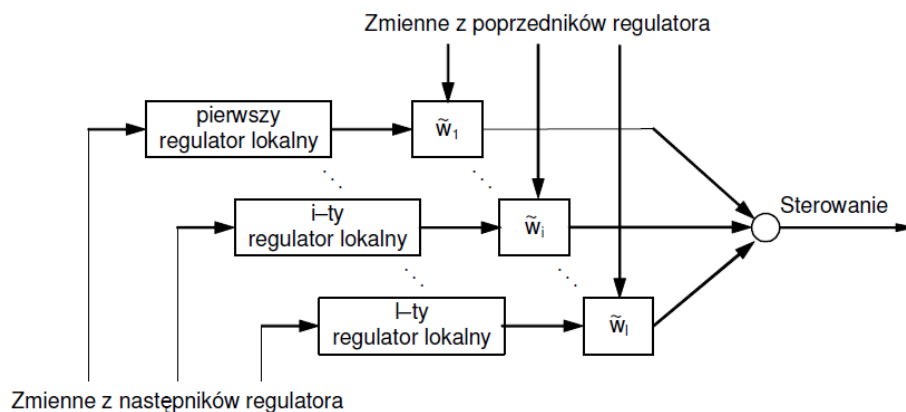 Zmienne z poprzedników regulatora
pierwszy
regulator lokalny
w̃₁
i–ty
regulator lokalny
w̃ᵢ
Sterowanie
l–ty
regulator lokalny
w̃ₗ
Zmienne z następników regulatora